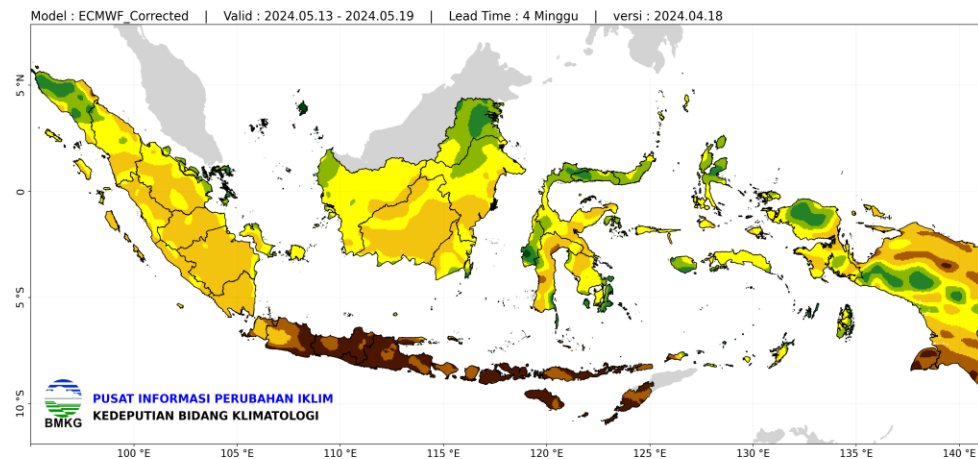 Model : ECMWF_Corrected | Valid : 2024.05.13 - 2024.05.19 | Lead Time : 4 Minggu | versi : 2024.04.18
5 °N
0
5 °S
10 °S
BMKG
PUSAT INFORMASI PERUBAHAN IKLIM
KEDEPUTIAN BIDANG KLIMATOLOGI
100 °E 105 °E 110 °E 115 °E 120 °E 125 °E 130 °E 135 °E 140 °E